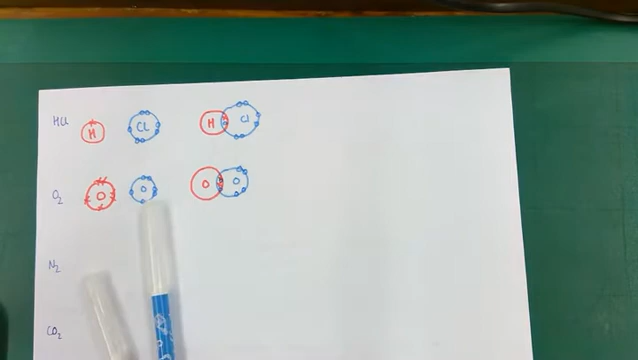 HCl H Cl H Cl
O₂ O O O O
N₂
CO₂